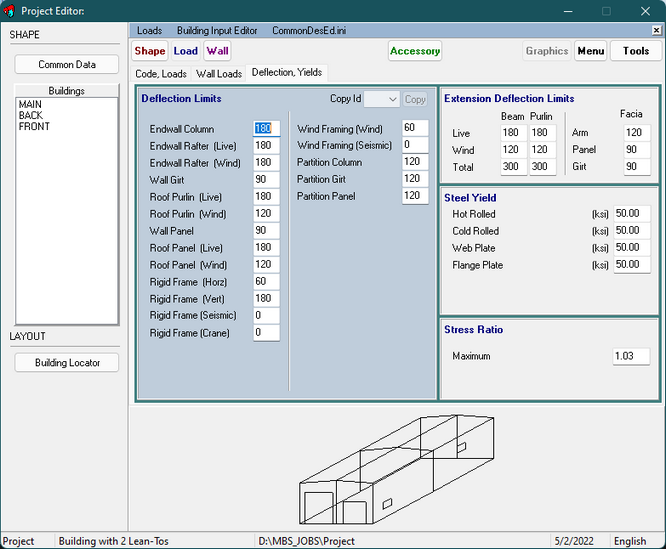 Project Editor:
SHAPE
Common Data
Buildings
MAIN
BACK
FRONT
LAYOUT
Building Locator
Loads Building Input Editor CommonDesEd.ini
Shape Load Wall Accessory Graphics Menu Tools
Code, Loads Wall Loads Deflection, Yields
Deflection Limits Copy Id Copy
Endwall Column 180
Endwall Rafter (Live) 180
Endwall Rafter (Wind) 180
Wall Girt 90
Roof Purlin (Live) 180
Roof Purlin (Wind) 120
Wall Panel 90
Roof Panel (Live) 180
Roof Panel (Wind) 120
Rigid Frame (Horz) 60
Rigid Frame (Vert) 180
Rigid Frame (Seismic) 0
Rigid Frame (Crane) 0
Wind Framing (Wind) 60
Wind Framing (Seismic) 0
Partition Column 120
Partition Girt 120
Partition Panel 120
Extension Deflection Limits
Beam Purlin Facia
Live 180 180 Arm 120
Wind 120 120 Panel 90
Total 300 300 Girt 90
Steel Yield
Hot Rolled (ksi) 50.00
Cold Rolled (ksi) 50.00
Web Plate (ksi) 50.00
Flange Plate (ksi) 50.00
Stress Ratio
Maximum 1.03
Project Building with 2 Lean-Tos D:\MBS_JOBS\Project 5/2/2022 English